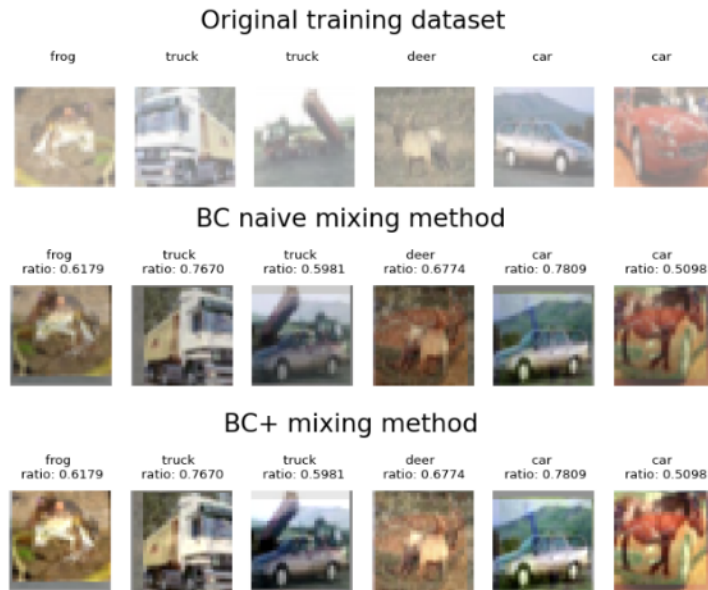 Original training dataset
frog truck truck deer car car
BC naive mixing method
frog truck truck deer car car
ratio: 0.6179 ratio: 0.7670 ratio: 0.5981 ratio: 0.6774 ratio: 0.7809 ratio: 0.5098
BC+ mixing method
frog truck truck deer car car
ratio: 0.6179 ratio: 0.7670 ratio: 0.5981 ratio: 0.6774 ratio: 0.7809 ratio: 0.5098